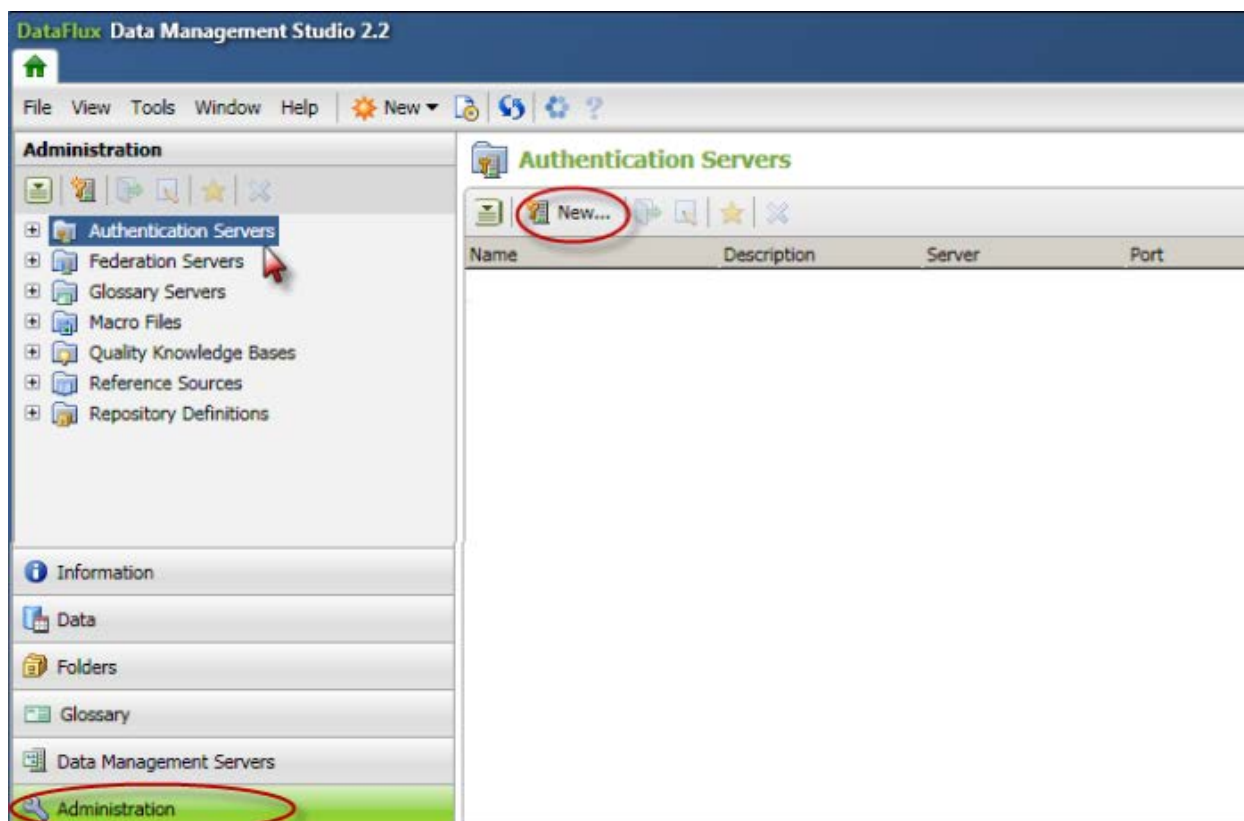 DataFlux Data Management Studio 2.2
File View Tools Window Help New
Administration
Authentication Servers
Federation Servers
Glossary Servers
Macro Files
Quality Knowledge Bases
Reference Sources
Repository Definitions
Information
Data
Folders
Glossary
Data Management Servers
Administration
Authentication Servers
New...
Name Description Server Port